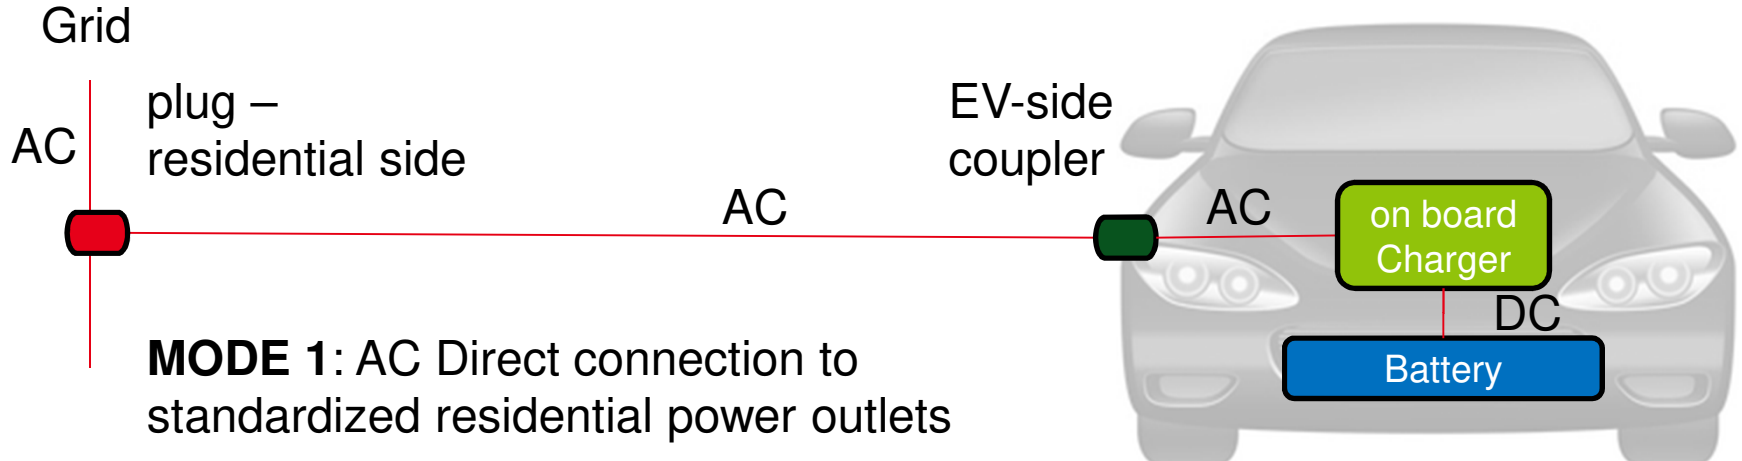 Grid
AC
plug –
residential side
EV-side
coupler
AC
AC
on board
Charger
DC
Battery
MODE 1: AC Direct connection to
standardized residential power outlets